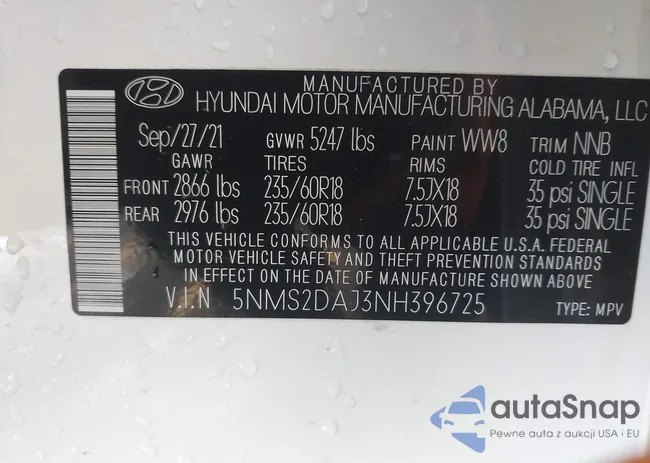 MANUFACTURED BY
HYUNDAI MOTOR MANUFACTURING ALABAMA, LLC
Sep/27/21 GVWR 5247 lbs PAINT WW8 TRIM NNB
GAWR TIRES RIMS COLD TIRE INFL
FRONT 2866 lbs 235/60R18 7.5JX18 35 psi SINGLE
REAR 2976 lbs 235/60R18 7.5JX18 35 psi SINGLE
THIS VEHICLE CONFORMS TO ALL APPLICABLE U.S.A. FEDERAL
MOTOR VEHICLE SAFETY AND THEFT PREVENTION STANDARDS
IN EFFECT ON THE DATE OF MANUFACTURE SHOWN ABOVE
V.I.N 5NMS2DAJ3NH396725 TYPE: MPV
autaSnap
Pewne auta z aukcji USA i EU